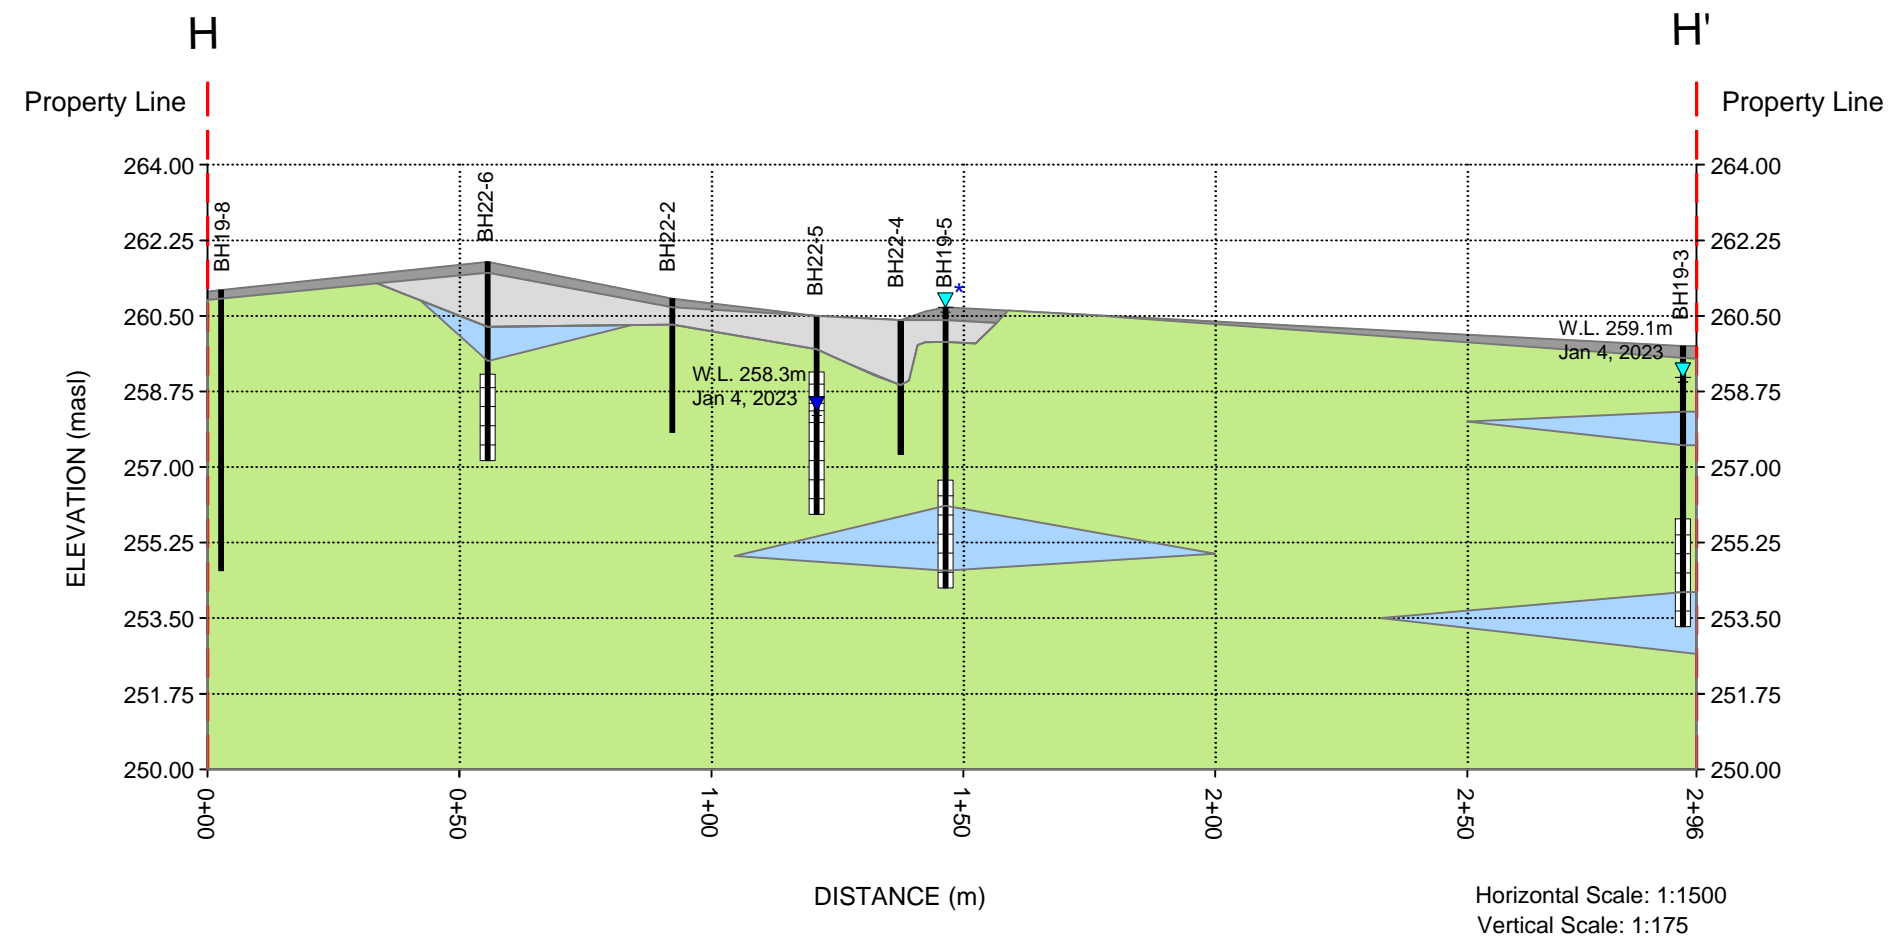 H
H'
Property Line
Property Line
264.00
262.25
260.50
258.75
257.00
255.25
253.50
251.75
250.00
264.00
262.25
260.50
258.75
257.00
255.25
253.50
251.75
250.00
ELEVATION (masl)
BH19-8
BH22-6
BH22-2
BH22-5
BH22-4
BH19-5
*
BH19-3
W.L. 258.3m
Jan 4, 2023
W.L. 259.1m
Jan 4, 2023
0+00
0+50
1+00
1+50
2+00
2+50
2+96
DISTANCE (m)
Horizontal Scale: 1:1500
Vertical Scale: 1:175